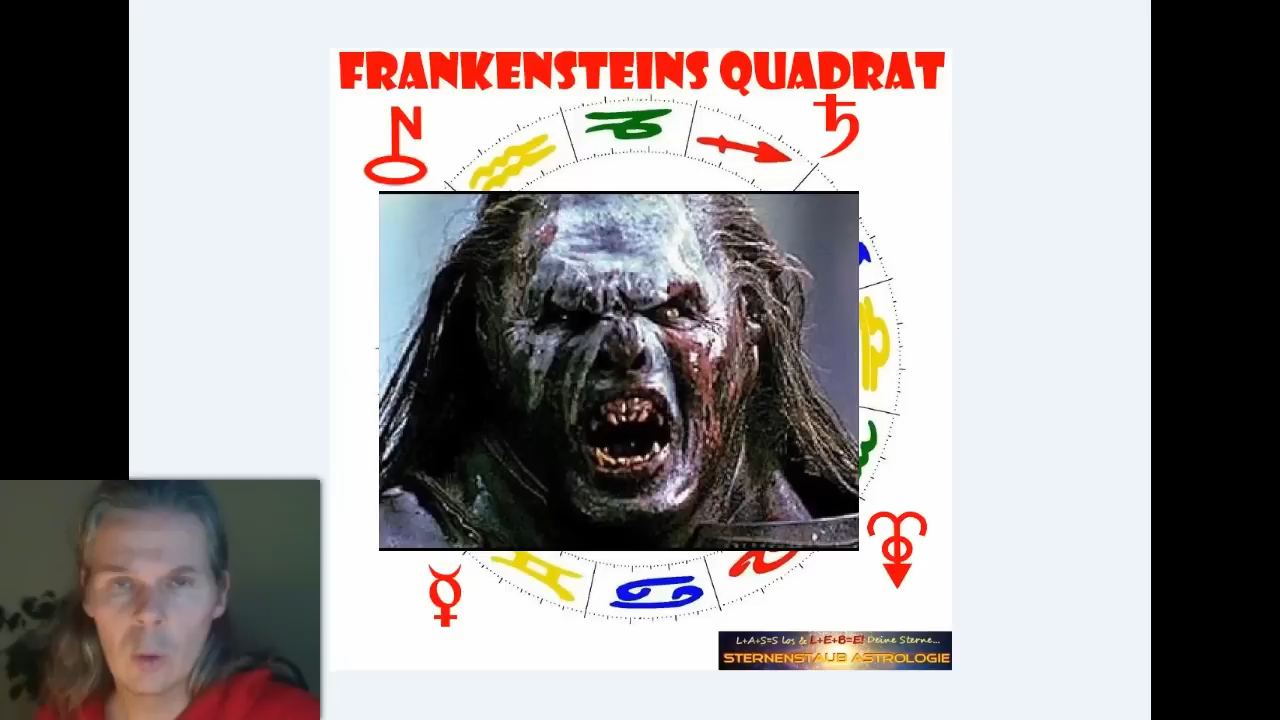 FRANKENSTEINS QUADRAT
L+A+S=S los & L+E+B=E! Deine Sterne...
STERNENSTAUB ASTROLOGIE